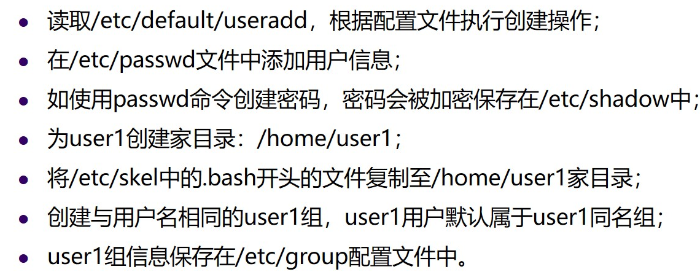 • 读取/etc/default/useradd，根据配置文件执行创建操作；
• 在/etc/passwd文件中添加用户信息；
• 如使用passwd命令创建密码，密码会被加密保存在/etc/shadow中；
• 为user1创建家目录：/home/user1；
• 将/etc/skel中的.bash开头的文件复制至/home/user1家目录；
• 创建与用户名相同的user1组，user1用户默认属于user1同名组；
• user1组信息保存在/etc/group配置文件中。